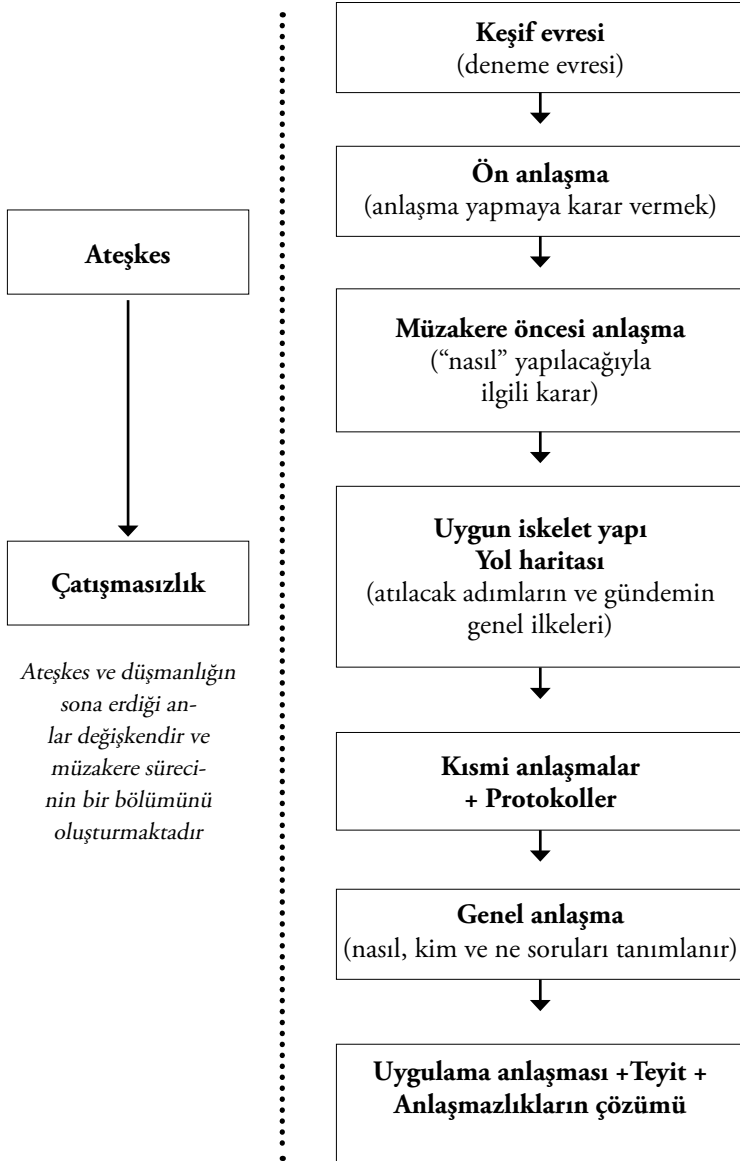 Ateşkes
Çatışmasızlık
Ateşkes ve düşmanlığın
sona erdiği an-
lar değişkendir ve
müzakere süreci-
nin bir bölümünü
oluşturmaktadır
Keşif evresi
(deneme evresi)
Ön anlaşma
(anlaşma yapmaya karar vermek)
Müzakere öncesi anlaşma
(“nasıl” yapılacağıyla
ilgili karar)
Uygun iskelet yapı
Yol haritası
(atılacak adımların ve gündemin
genel ilkeleri)
Kısmi anlaşmalar
+ Protokoller
Genel anlaşma
(nasıl, kim ve ne soruları tanımlanır)
Uygulama anlaşması +Teyit +
Anlaşmazlıkların çözümü